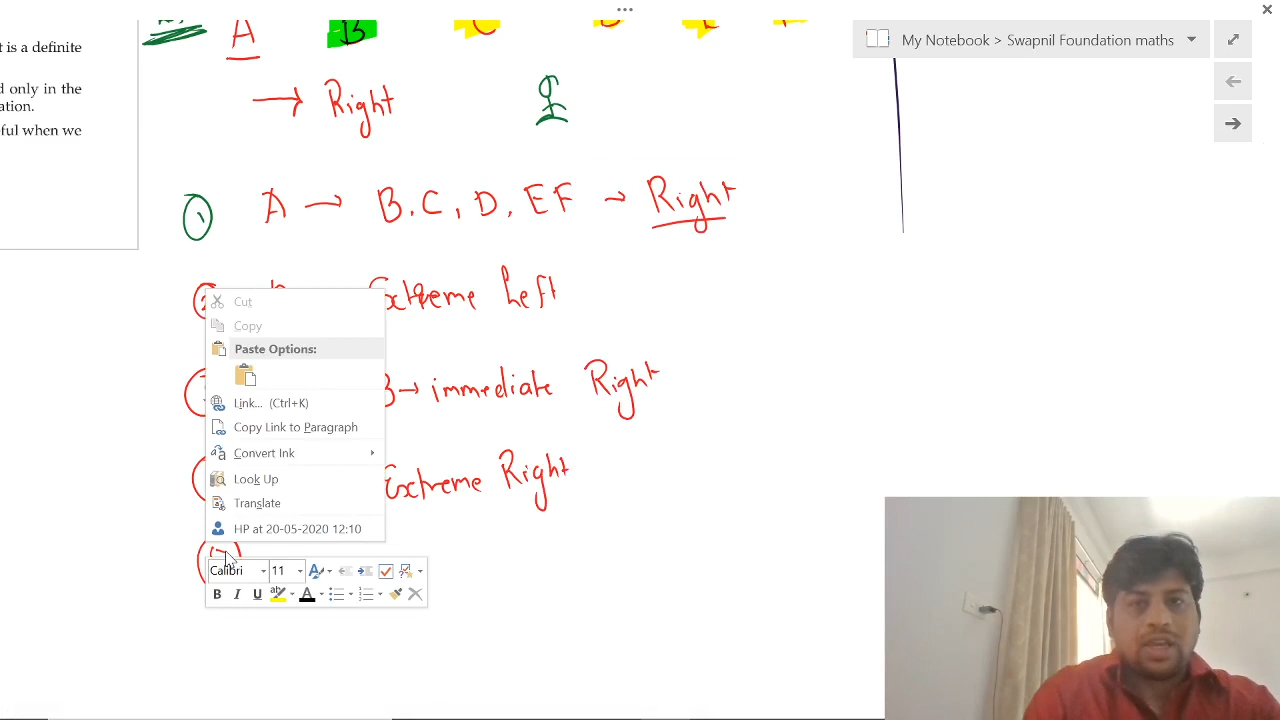 t is a definite
d only in the
ation.
ful when we
A B
→ Right
My Notebook > Swapnil Foundation maths
① A → B, C, D, E F → Right
② Extreme Left
B → immediate Right
Extreme Right
Cut
Copy
Paste Options:
Link... (Ctrl+K)
Copy Link to Paragraph
Convert Ink
Look Up
Translate
HP at 20-05-2020 12:10
Calibri 11
B I U ab A